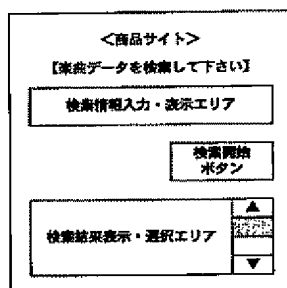 ＜商品サイト＞
【楽曲データを検索して下さい】
検索情報入力・表示エリア
検索開始
ボタン
検索結果表示・選択エリア
▲
▼